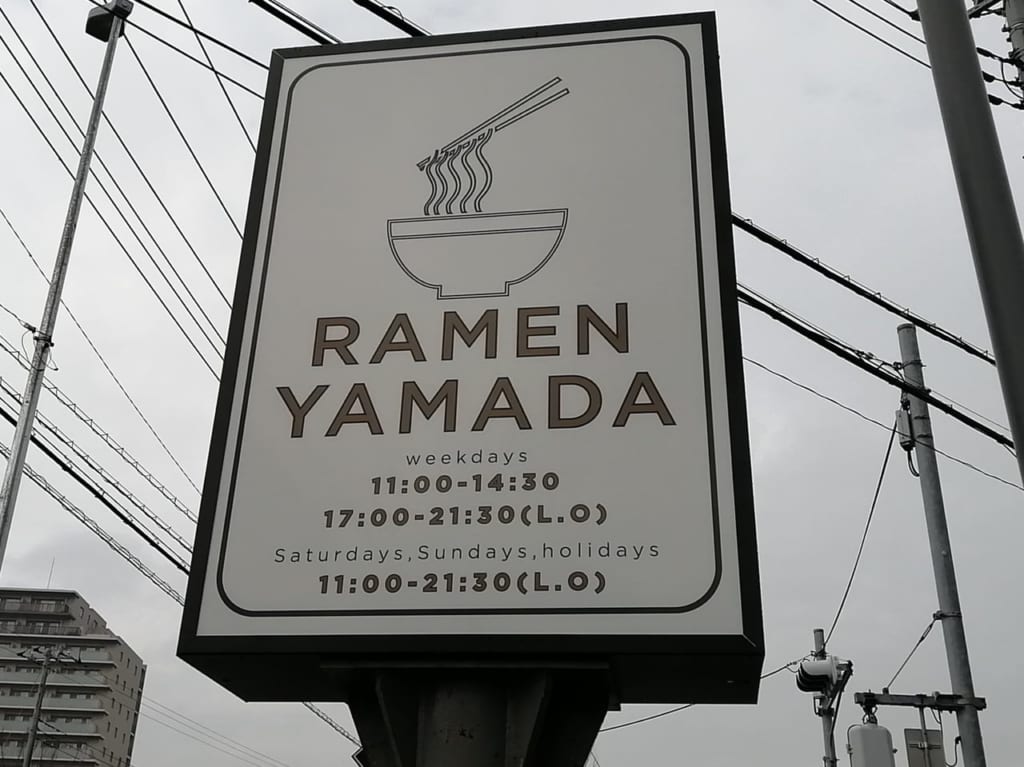 RAMEN
YAMADA
weekdays
11:00-14:30
17:00-21:30(L.O)
Saturdays,Sundays,holidays
11:00-21:30(L.O)